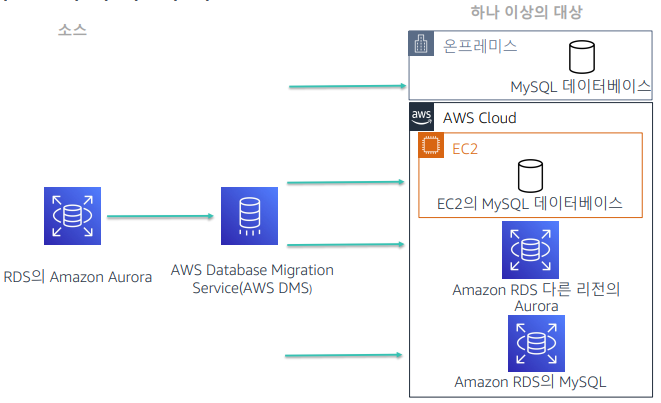 하나 이상의 대상
소스
온프레미스
MySQL 데이터베이스
aws
AWS Cloud
EC2
EC2의 MySQL 데이터베이스
RDS의 Amazon Aurora
AWS Database Migration
Service(AWS DMS)
Amazon RDS 다른 리전의
Aurora
Amazon RDS의 MySQL